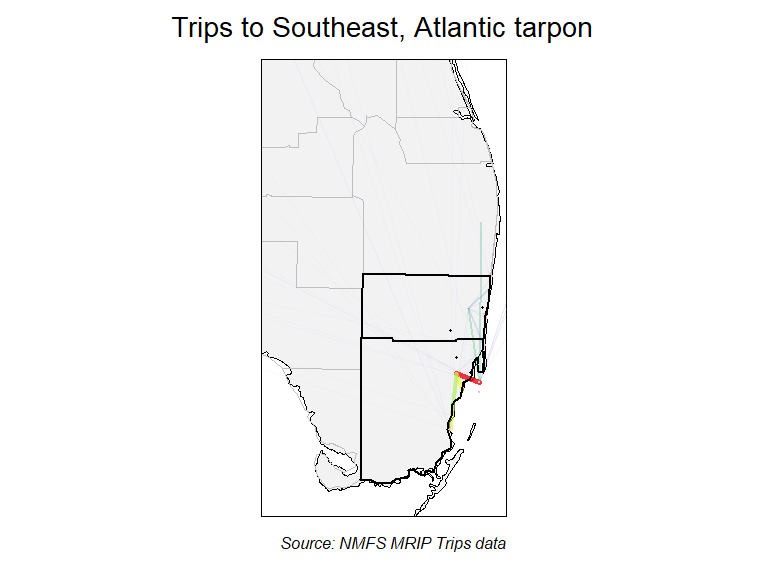 Trips to Southeast, Atlantic tarpon
Source: NMFS MRIP Trips data